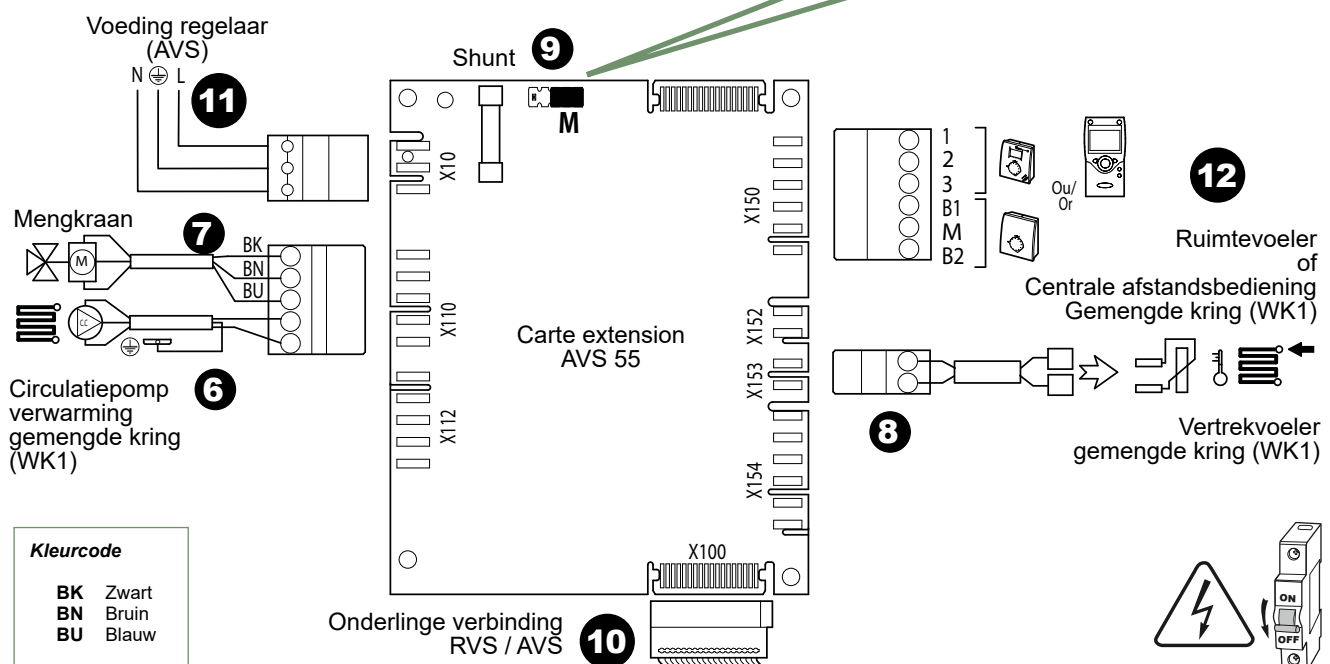 Voeding regelaar
(AVS)
N L
11
Shunt 9
M
X10
1
2
3
B1
M
B2
Ou/
Or
12
Ruimtevoeler
of
Centrale afstandsbediening
Gemengde kring (WK1)
X150
Mengkraan
7
M
BK
BN
BU
X110
CC
Circulatiepomp
verwarming
gemengde kring
(WK1)
6
Carte extension
AVS 55
X152
X153
X112
X154
8
Vertrekvoeler
gemengde kring (WK1)
X100
Kleurcode
BK Zwart
BN Bruin
BU Blauw
Onderlinge verbinding
RVS / AVS
10
ON
OFF